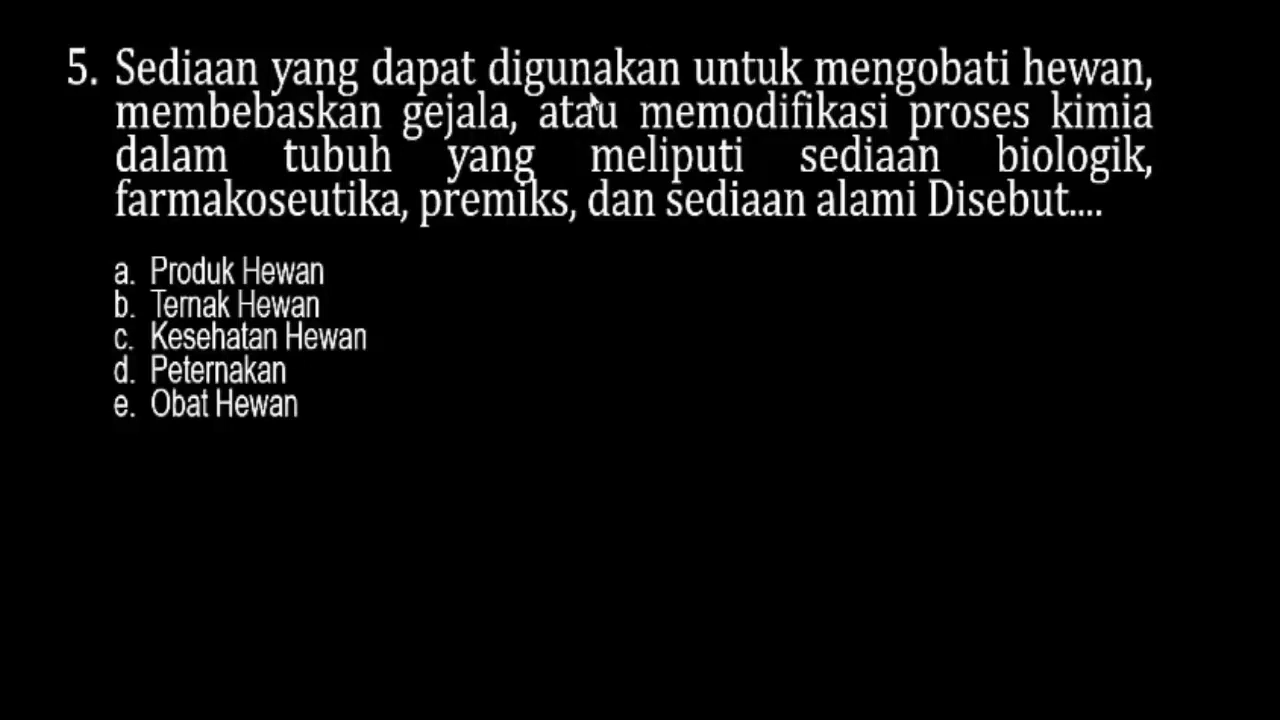 5. Sediaan yang dapat digunakan untuk mengobati hewan,
membebaskan gejala, atau memodifikasi proses kimia
dalam tubuh yang meliputi sediaan biologik,
farmakoseutika, premiks, dan sediaan alami Disebut....
a. Produk Hewan
b. Ternak Hewan
c. Kesehatan Hewan
d. Peternakan
e. Obat Hewan